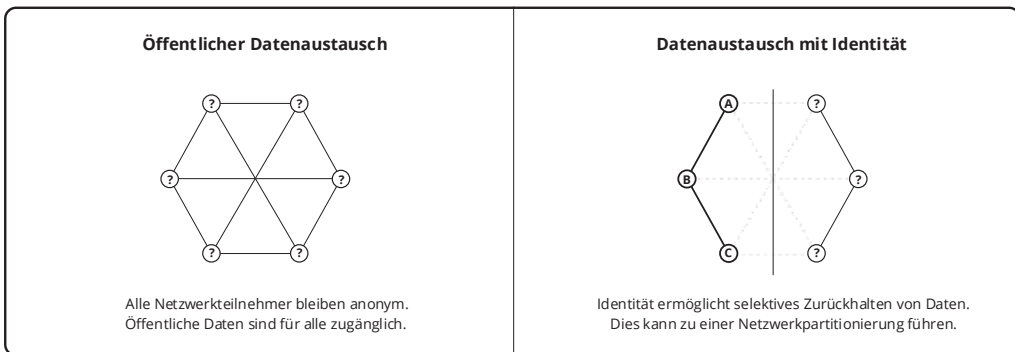 Öffentlicher Datenaustausch
?
?
?
?
?
?
Alle Netzwerkteilnehmer bleiben anonym.
Öffentliche Daten sind für alle zugänglich.
Datenaustausch mit Identität
A
?
B
?
C
?
Identität ermöglicht selektives Zurückhalten von Daten.
Dies kann zu einer Netzwerkpartitionierung führen.